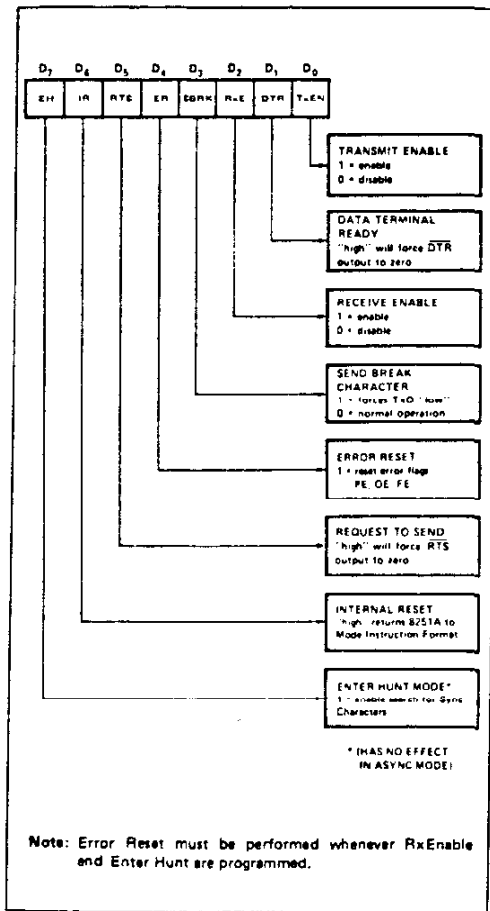 D7 D6 D5 D4 D3 D2 D1 D0
EH IR RTS ER SBRK RxE DTR TxEN
TRANSMIT ENABLE
1 = enable
0 = disable
DATA TERMINAL
READY
"high" will force DTR
output to zero
RECEIVE ENABLE
1 = enable
0 = disable
SEND BREAK
CHARACTER
1 = forces TxD "low"
0 = normal operation
ERROR RESET
1 = reset error flags
PE, OE, FE
REQUEST TO SEND
"high" will force RTS
output to zero
INTERNAL RESET
"high" returns 8251A to
Mode Instruction Format
ENTER HUNT MODE*
1 = enable search for Sync
Characters
* (HAS NO EFFECT
IN ASYNC MODE)
Note: Error Reset must be performed whenever RxEnable
and Enter Hunt are programmed.